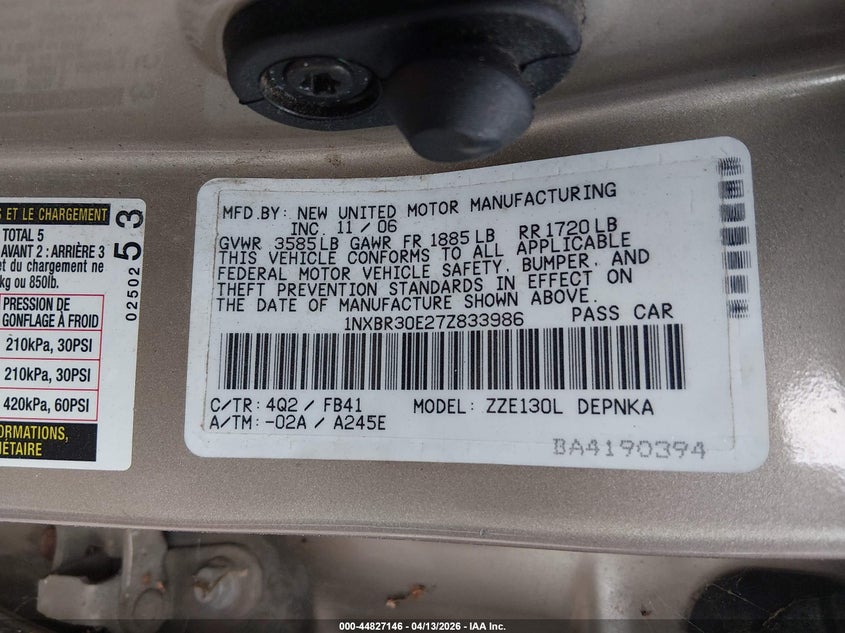 S ET LE CHARGEMENT
TOTAL 5
AVANT 2 : ARRIÈRE 3
et du chargement ne
kg ou 850lb.
PRESSION DE
GONFLAGE À FROID
210kPa, 30PSI
210kPa, 30PSI
420kPa, 60PSI
ORMATIONS,
IÉTAIRE
02502 53
MFD.BY: NEW UNITED MOTOR MANUFACTURING
INC. 11/06
GVWR 3585LB GAWR FR 1885LB RR 1720LB
THIS VEHICLE CONFORMS TO ALL APPLICABLE
FEDERAL MOTOR VEHICLE SAFETY, BUMPER, AND
THEFT PREVENTION STANDARDS IN EFFECT ON
THE DATE OF MANUFACTURE SHOWN ABOVE.
1NXBR30E27Z833986 PASS CAR
C/TR: 4Q2 / FB41 MODEL: ZZE130L DEPNKA
A/TM: -02A / A245E
BA4190394
000-44827146 - 04/13/2026 - IAA Inc.